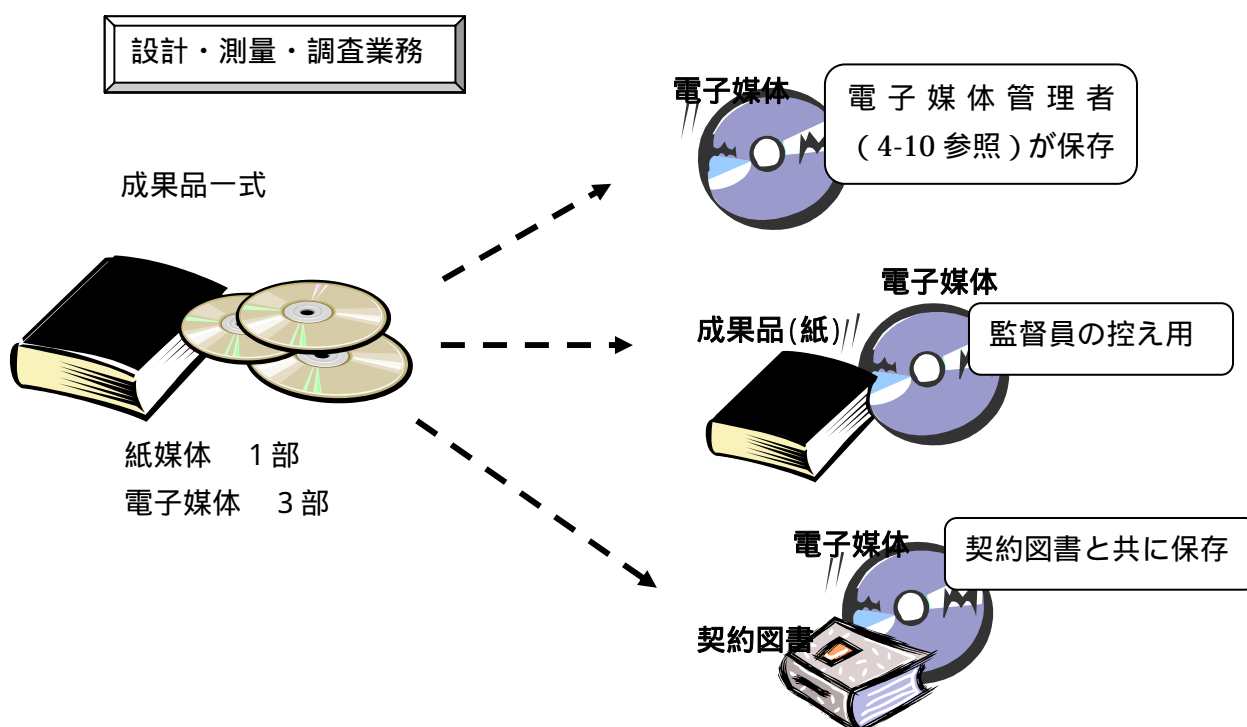 設計・測量・調査業務
成果品一式
紙媒体　1部
電子媒体　3部
電子媒体
電子媒体管理者
（4-10 参照）が保存
電子媒体
成果品(紙)
監督員の控え用
電子媒体
契約図書と共に保存
契約図書